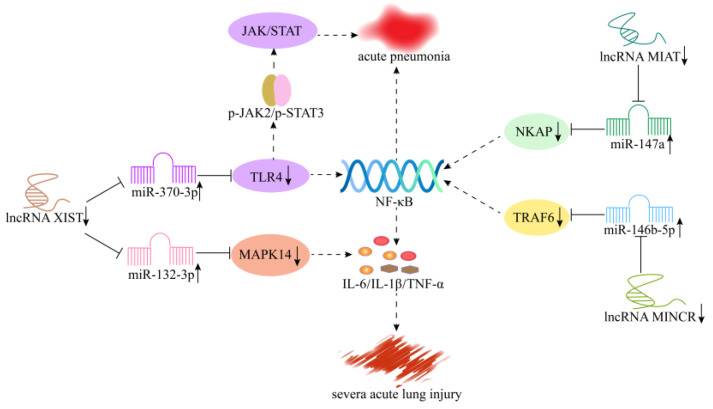 JAK/STAT
acute pneumonia
lncRNA MIAT
p-JAK2/p-STAT3
NKAP
miR-147a
miR-370-3p
TLR4
NF-κB
lncRNA XIST
TRAF6
miR-146b-5p
miR-132-3p
MAPK14
IL-6/IL-1β/TNF-α
lncRNA MINCR
severa acute lung injury